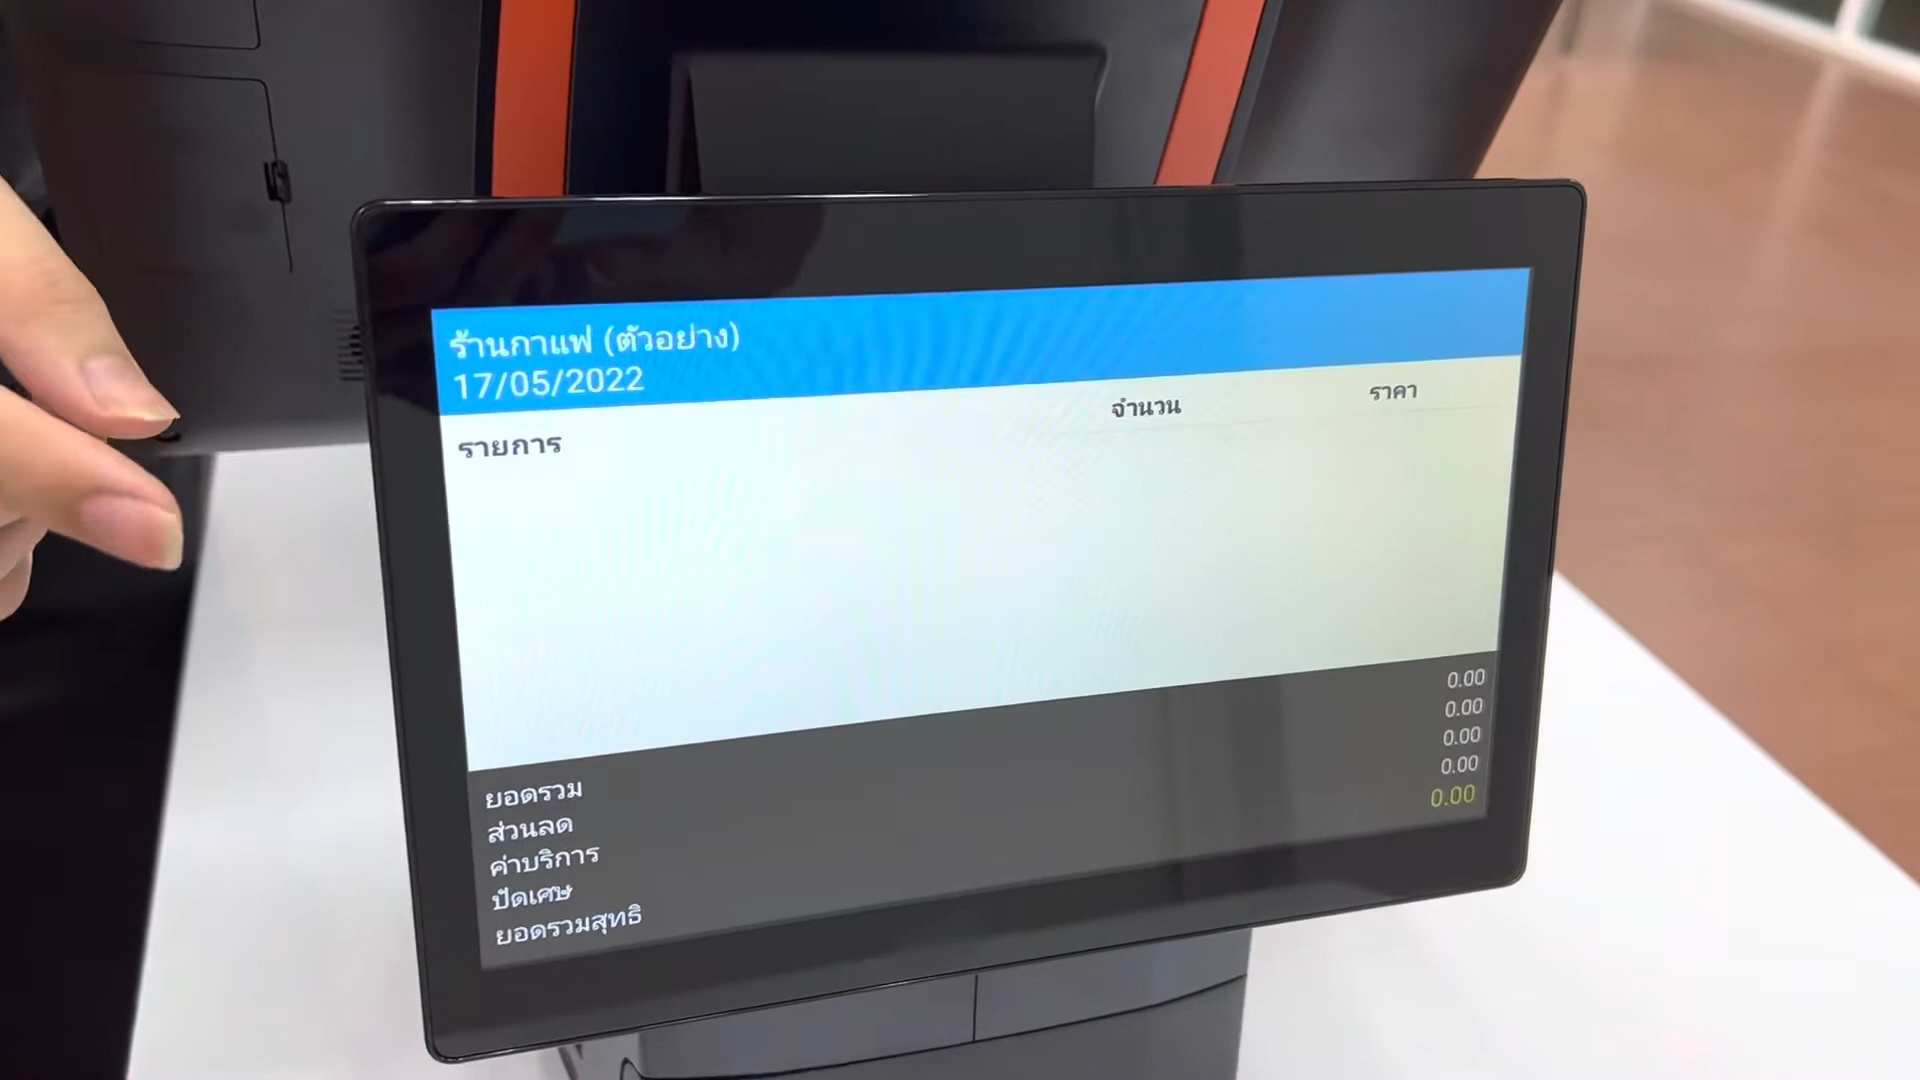 ร้านกาแฟ (ตัวอย่าง)
17/05/2022
รายการ จำนวน ราคา
ยอดรวม 0.00
ส่วนลด 0.00
ค่าบริการ 0.00
ปัดเศษ 0.00
ยอดรวมสุทธิ 0.00